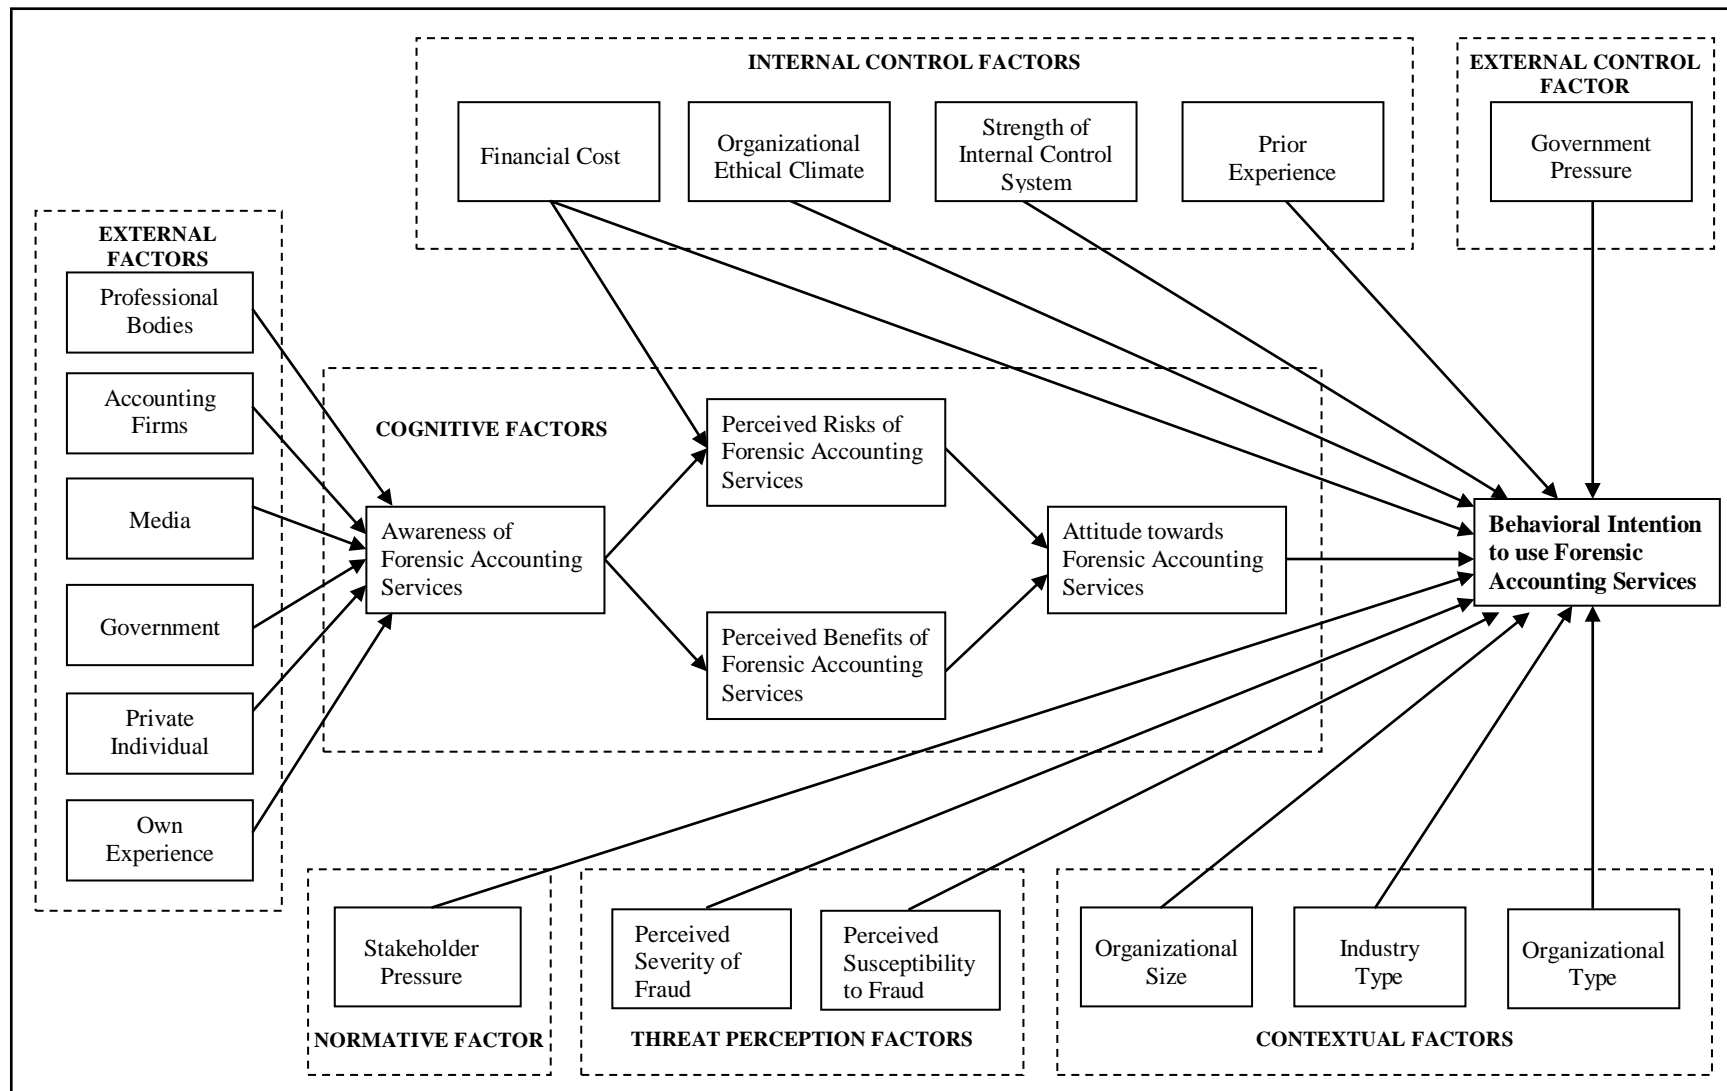 INTERNAL CONTROL FACTORS
Financial Cost
Organizational
Ethical Climate
Strength of
Internal Control
System
Prior
Experience
EXTERNAL CONTROL
FACTOR
Government
Pressure
EXTERNAL
FACTORS
Professional
Bodies
Accounting
Firms
Media
Government
Private
Individual
Own
Experience
COGNITIVE FACTORS
Awareness of
Forensic Accounting
Services
Perceived Risks of
Forensic Accounting
Services
Perceived Benefits of
Forensic Accounting
Services
Attitude towards
Forensic Accounting
Services
Behavioral Intention
to use Forensic
Accounting Services
Stakeholder
Pressure
NORMATIVE FACTOR
Perceived
Severity of
Fraud
Perceived
Susceptibility
to Fraud
THREAT PERCEPTION FACTORS
Organizational
Size
Industry
Type
Organizational
Type
CONTEXTUAL FACTORS